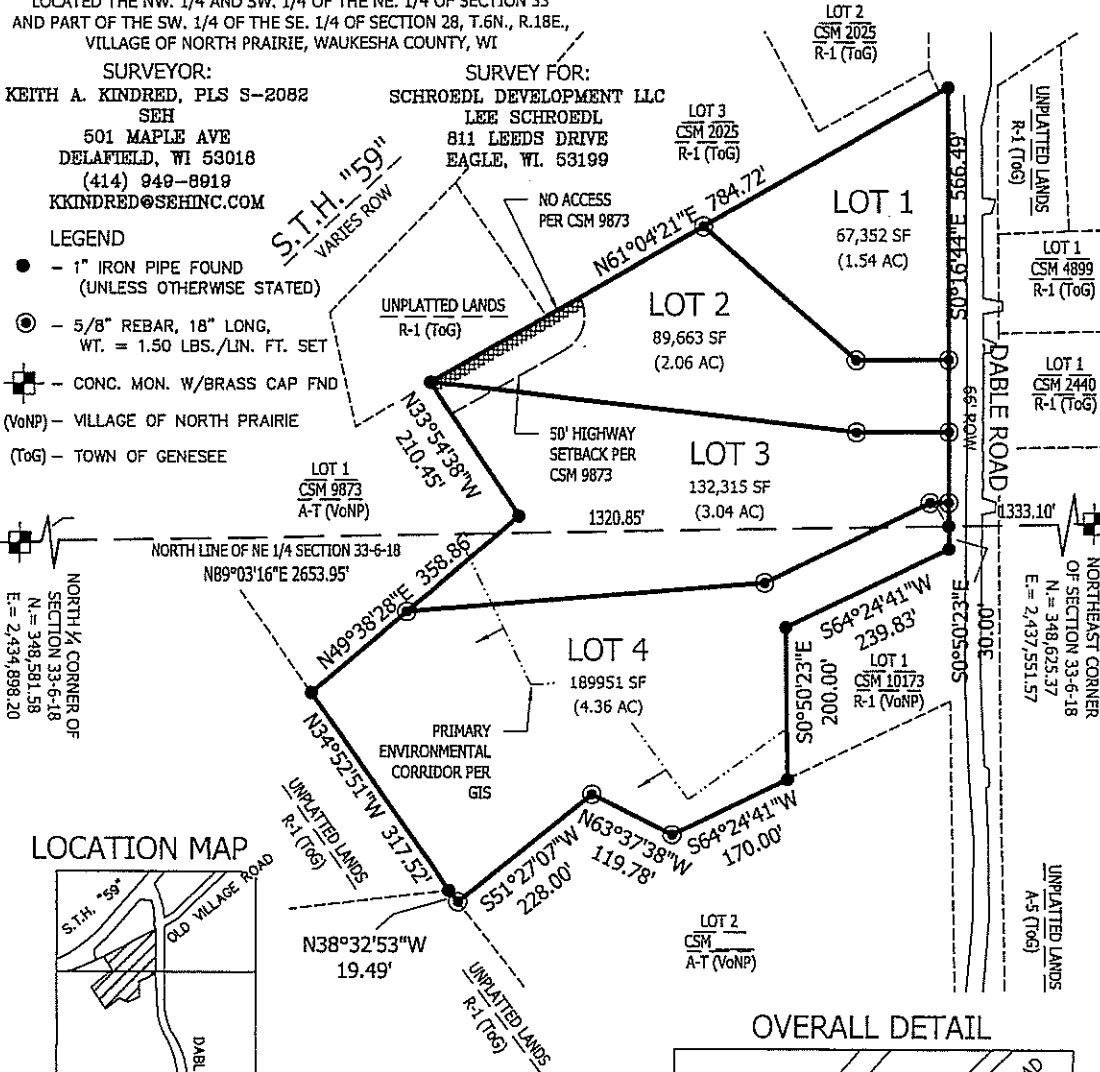 LOCATED THE NW. 1/4 AND SW. 1/4 OF THE NE. 1/4 OF SECTION 33
AND PART OF THE SW. 1/4 OF THE SE. 1/4 OF SECTION 28, T.6N., R.18E.,
VILLAGE OF NORTH PRAIRIE, WAUKESHA COUNTY, WI
SURVEYOR:
KEITH A. KINDRED, PLS S-2082
SEH
501 MAPLE AVE
DELAFIELD, WI 53018
(414) 949-8919
KKINDRED@SEHINC.COM
SURVEY FOR:
SCHROEDL DEVELOPMENT LLC
LEE SCHROEDL
811 LEEDS DRIVE
EAGLE, WI. 53199
LEGEND
- 1" IRON PIPE FOUND
(UNLESS OTHERWISE STATED)
- 5/8" REBAR, 18" LONG,
WT. = 1.50 LBS./LIN. FT. SET
- CONC. MON. W/BRASS CAP FND
(VoNP) - VILLAGE OF NORTH PRAIRIE
(ToG) - TOWN OF GENESEE
S.T.H. "59"
VARIES ROW
LOT 2
CSM 2025
R-1 (ToG)
LOT 3
CSM 2025
R-1 (ToG)
NO ACCESS
PER CSM 9873
N61°04'21"E 784.72'
LOT 1
67,352 SF
(1.54 AC)
S0°16'44"E 566.49'
UNPLATTED LANDS
R-1 (ToG)
LOT 1
CSM 4899
R-1 (ToG)
LOT 1
CSM 2440
R-1 (ToG)
DABLE ROAD
66' ROW
UNPLATTED LANDS
R-1 (ToG)
LOT 2
89,663 SF
(2.06 AC)
N33°54'38"W
210.45'
50' HIGHWAY
SETBACK PER
CSM 9873
LOT 3
132,315 SF
(3.04 AC)
LOT 1
CSM 9873
A-T (VoNP)
1320.85'
1333.10'
NORTH LINE OF NE 1/4 SECTION 33-6-18
N89°03'16"E 2653.95'
NORTH 1/4 CORNER OF
SECTION 33-6-18
N.= 348,581.58
E.= 2,434,898.20
NORTHEAST CORNER
OF SECTION 33-6-18
N.= 348,625.37
E.= 2,437,551.57
N49°38'28"E 358.86'
S64°24'41"W
239.83'
S0°50'23"E
30.00'
LOT 4
189951 SF
(4.36 AC)
LOT 1
CSM 10173
R-1 (VoNP)
S0°50'23"E
200.00'
PRIMARY
ENVIRONMENTAL
CORRIDOR PER
GIS
N34°52'51"W 317.52'
UNPLATTED LANDS
R-1 (ToG)
S51°27'07"W
228.00'
N63°37'38"W
119.78'
S64°24'41"W
170.00'
N38°32'53"W
19.49'
LOT 2
CSM ____
A-T (VoNP)
UNPLATTED LANDS
A-5 (ToG)
UNPLATTED LANDS
R-1 (ToG)
LOCATION MAP
S.T.H. "59"
OLD VILLAGE ROAD
DABL
OVERALL DETAIL
AD